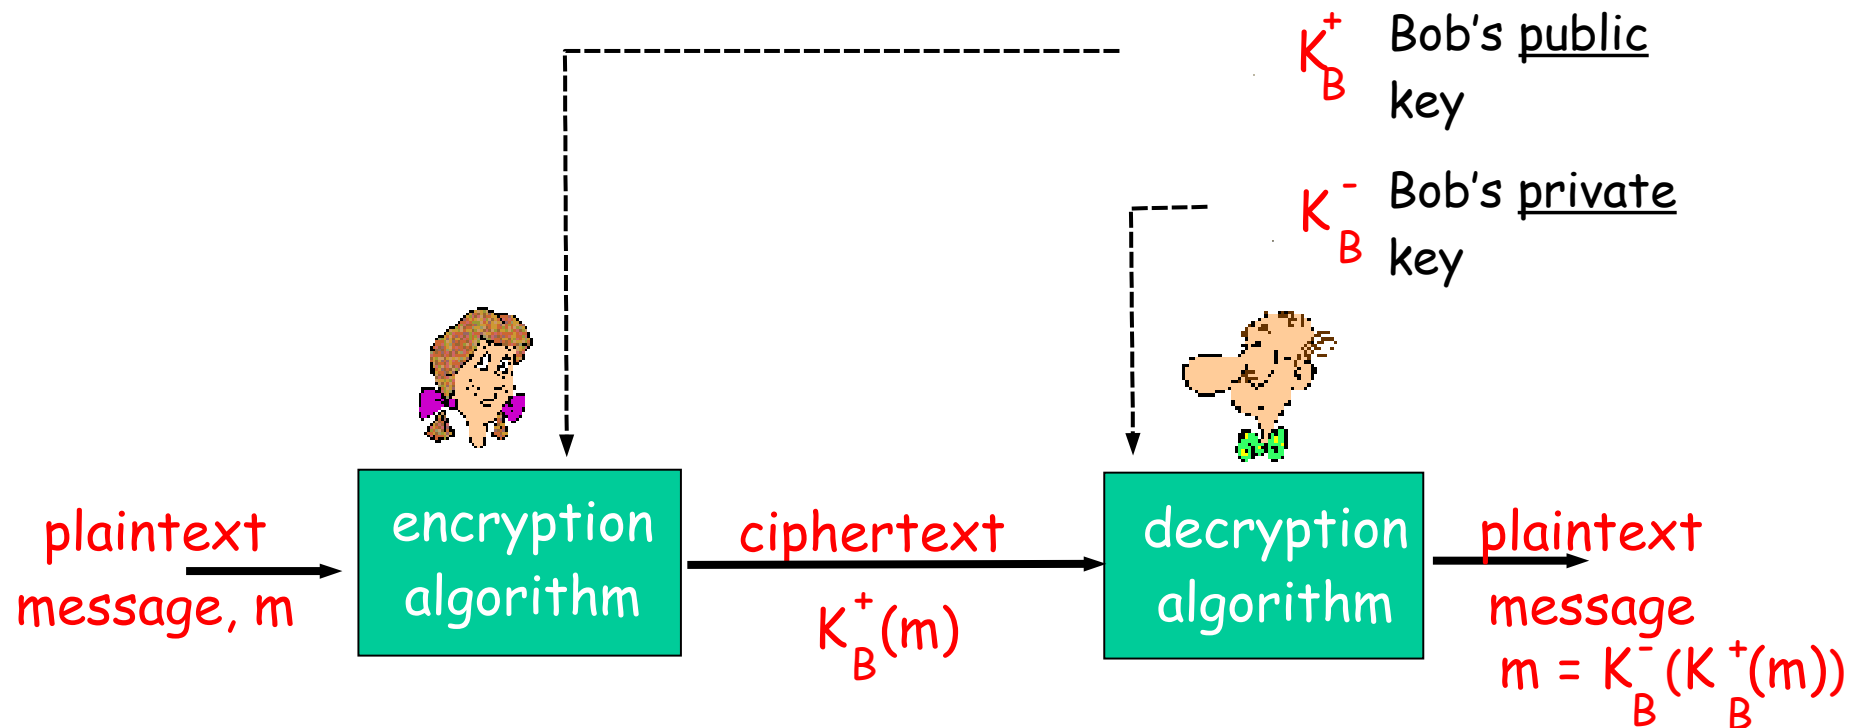 K_B^+ Bob's public
key
K_B^- Bob's private
key
plaintext
message, m
encryption
algorithm
ciphertext
K_B^+(m)
decryption
algorithm
plaintext
message
m = K_B^-(K_B^+(m))